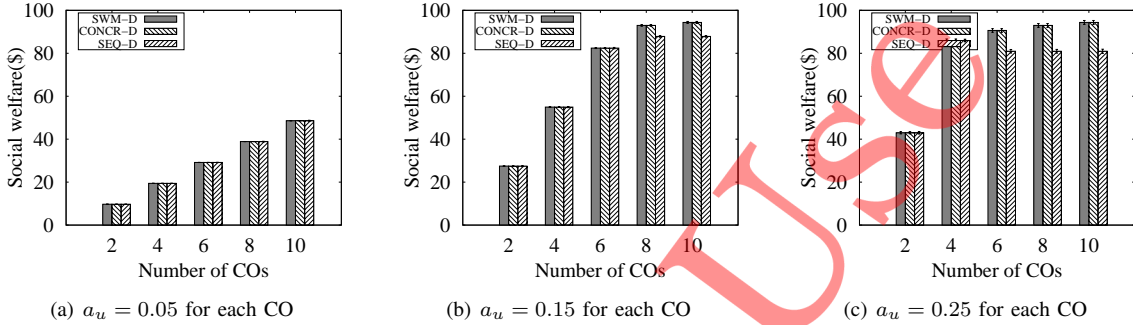 100
80
60
40
20
0
Social welfare($)
SWM-D
CONCR-D
SEQ-D
2 4 6 8 10
Number of COs
(a) a_u = 0.05 for each CO
100
80
60
40
20
0
Social welfare($)
SWM-D
CONCR-D
SEQ-D
2 4 6 8 10
Number of COs
(b) a_u = 0.15 for each CO
100
80
60
40
20
0
Social welfare($)
SWM-D
CONCR-D
SEQ-D
2 4 6 8 10
Number of COs
(c) a_u = 0.25 for each CO
Use